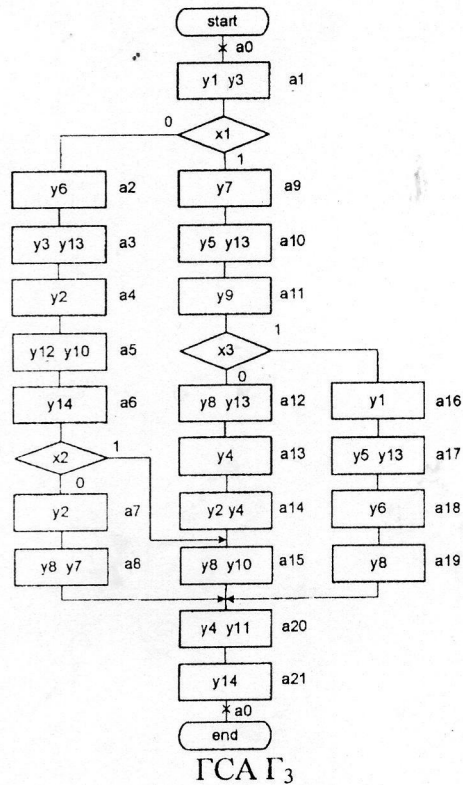 start
a0
y1 y3 a1
0 x1
1
y6 a2 y7 a9
y3 y13 a3 y5 y13 a10
y2 a4 y9 a11
y12 y10 a5 x3 1
0
y14 a6 y8 y13 a12 y1 a16
x2 1 y4 a13 y5 y13 a17
0
y2 a7 y2 y4 a14 y6 a18
y8 y7 a8 y8 y10 a15 y8 a19
y4 y11 a20
y14 a21
a0
end
ГСА Г3